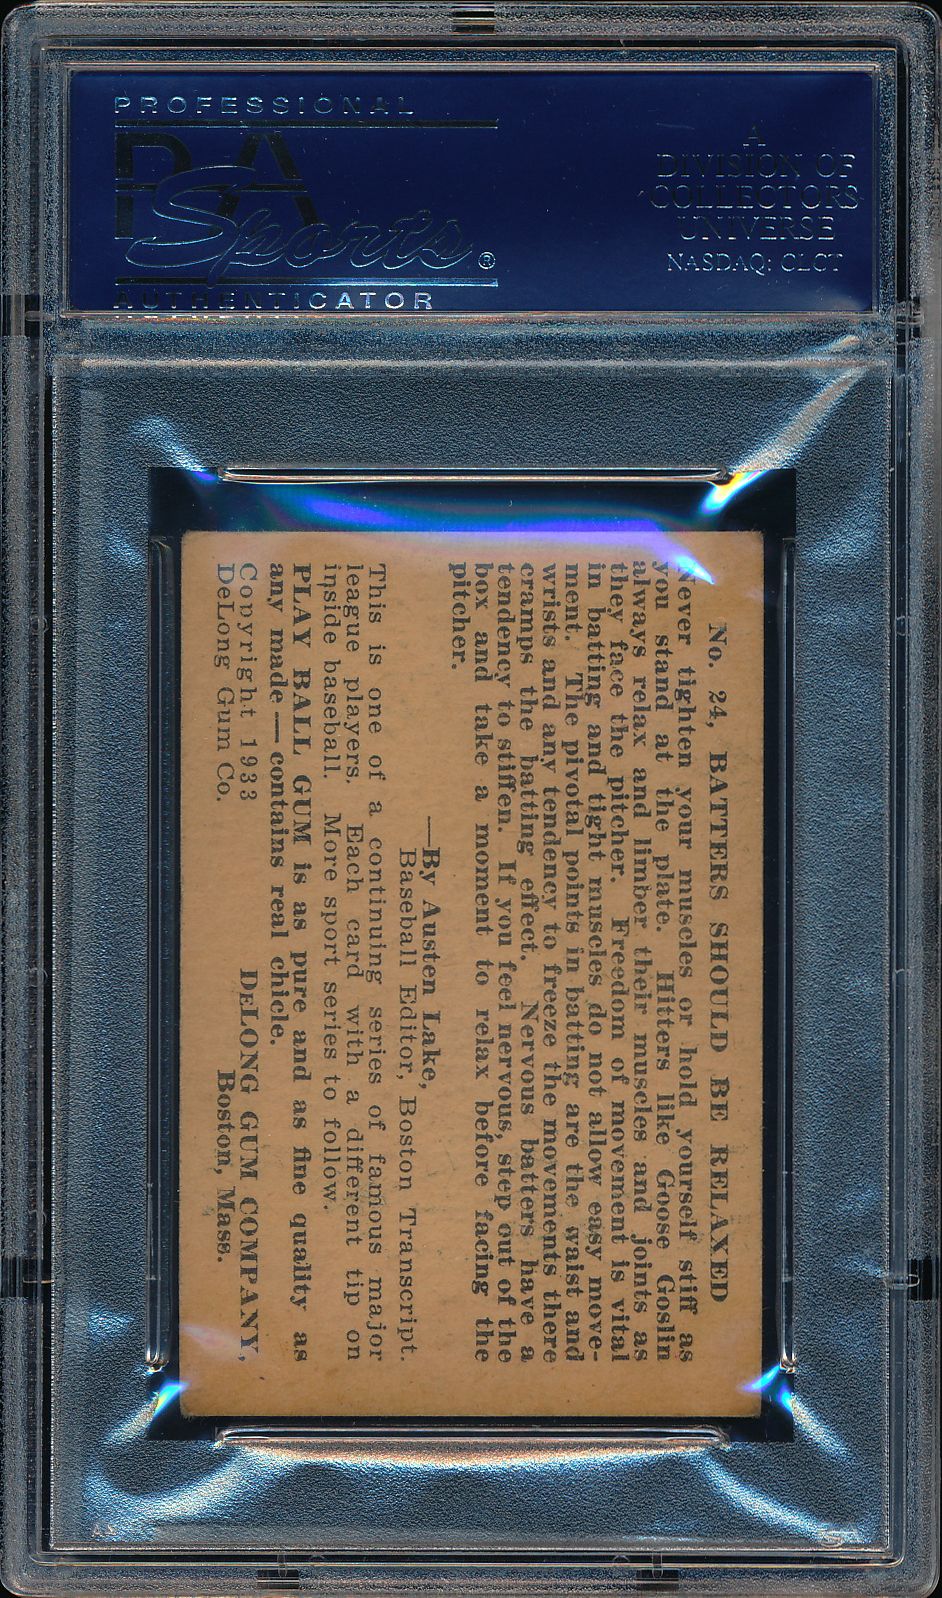 PROFESSIONAL
PSA
Sports®
AUTHENTICATOR
A
DIVISION OF
COLLECTORS
UNIVERSE
NASDAQ: CLCT
No. 24, BATTERS SHOULD BE RELAXED
Never tighten your muscles or hold yourself stiff as
you stand at the plate. Hitters like Goose Goslin
always relax and limber their muscles and joints as
they face the pitcher. Freedom of movement is vital
in batting and tight muscles do not allow easy move-
ment. The pivotal points in batting are the waist and
wrists and any tendency to freeze the movements there
cramps the batting effect. Nervous batters have a
tendency to stiffen. If you feel nervous, step out of the
box and take a moment to relax before facing the
pitcher.
—By Austen Lake,
Baseball Editor, Boston Transcript.
This is one of a continuing series of famous major
league players. Each card with a different tip on
inside baseball. More sport series to follow.
PLAY BALL GUM is as pure and as fine quality as
any made—contains real chicle.
DeLONG GUM COMPANY,
Copyright 1933
Boston, Mass.
DeLong Gum Co.